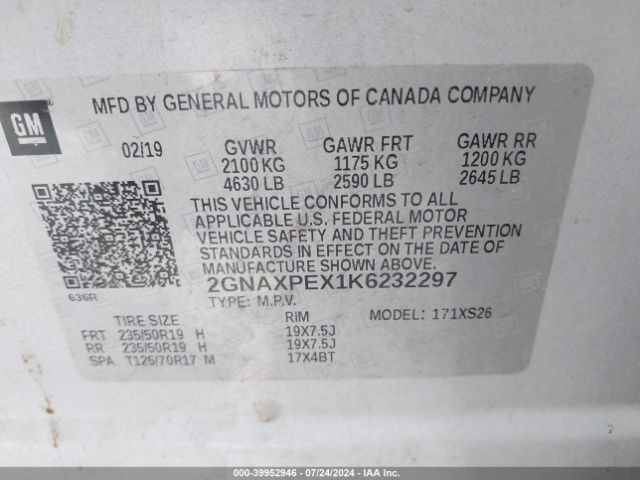 GM
MFD BY GENERAL MOTORS OF CANADA COMPANY
02/19 GVWR GAWR FRT GAWR RR
2100 KG 1175 KG 1200 KG
4630 LB 2590 LB 2645 LB
THIS VEHICLE CONFORMS TO ALL
APPLICABLE U.S. FEDERAL MOTOR
VEHICLE SAFETY AND THEFT
PREVENTION STANDARDS IN
EFFECT ON THE DATE OF
MANUFACTURE SHOWN ABOVE.
2GNAXPEX1K6232297
636R
TYPE: M.P.V.
TIRE SIZE RIM MODEL: 171XS26
FRT 235/50R19 H 19X7.5J
RR 235/50R19 H 19X7.5J
SPA T125/70R17 M 17X4BT
000-39952946 - 07/24/2024 - IAA Inc.